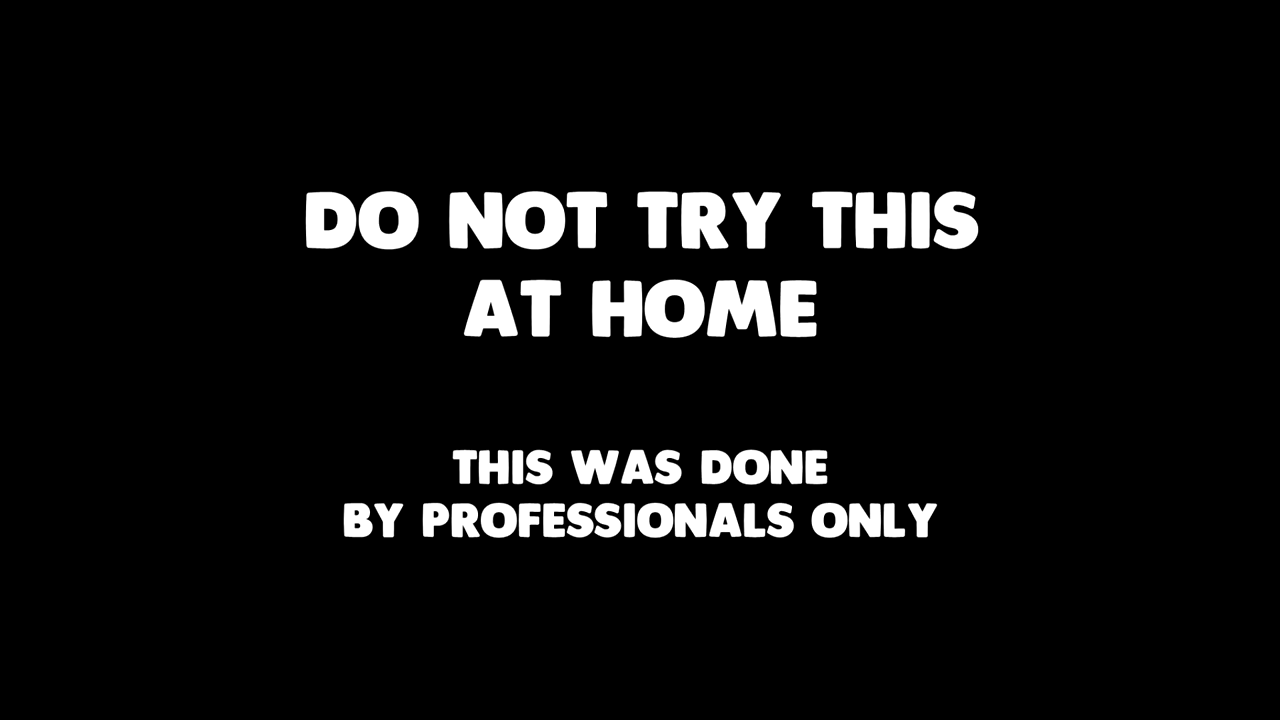 DO NOT TRY THIS
AT HOME
THIS WAS DONE
BY PROFESSIONALS ONLY